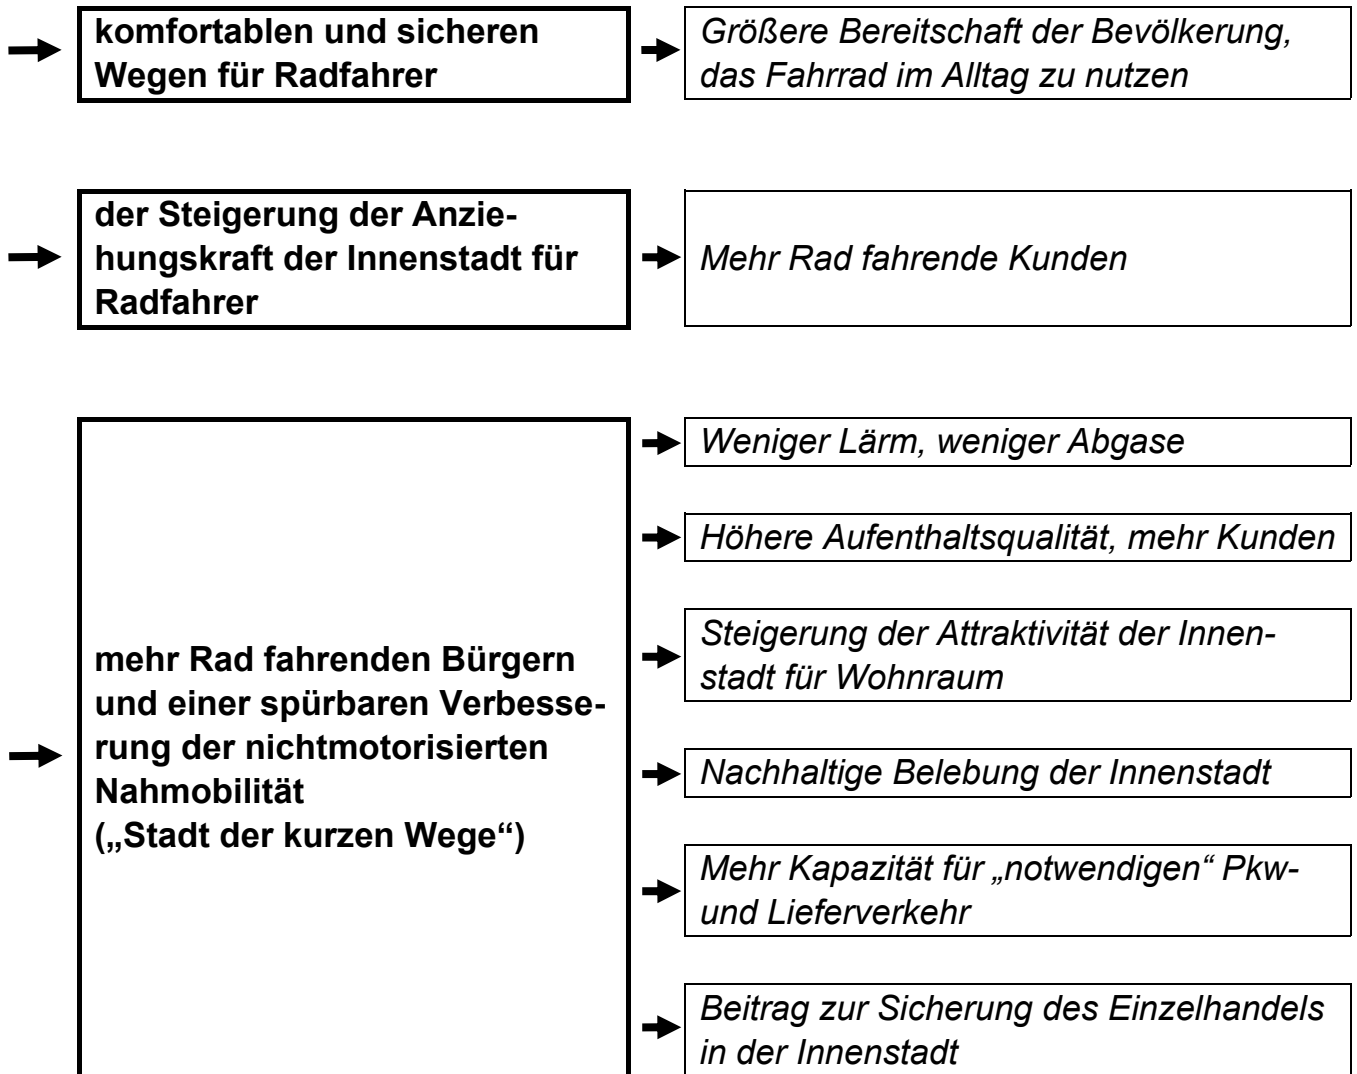 komfortablen und sicheren
Wegen für Radfahrer
Größere Bereitschaft der Bevölkerung,
das Fahrrad im Alltag zu nutzen
der Steigerung der Anzie-
hungskraft der Innenstadt für
Radfahrer
Mehr Rad fahrende Kunden
mehr Rad fahrenden Bürgern
und einer spürbaren Verbesse-
rung der nichtmotorisierten
Nahmobilität
(„Stadt der kurzen Wege“)
Weniger Lärm, weniger Abgase
Höhere Aufenthaltsqualität, mehr Kunden
Steigerung der Attraktivität der Innen-
stadt für Wohnraum
Nachhaltige Belebung der Innenstadt
Mehr Kapazität für „notwendigen“ Pkw-
und Lieferverkehr
Beitrag zur Sicherung des Einzelhandels
in der Innenstadt